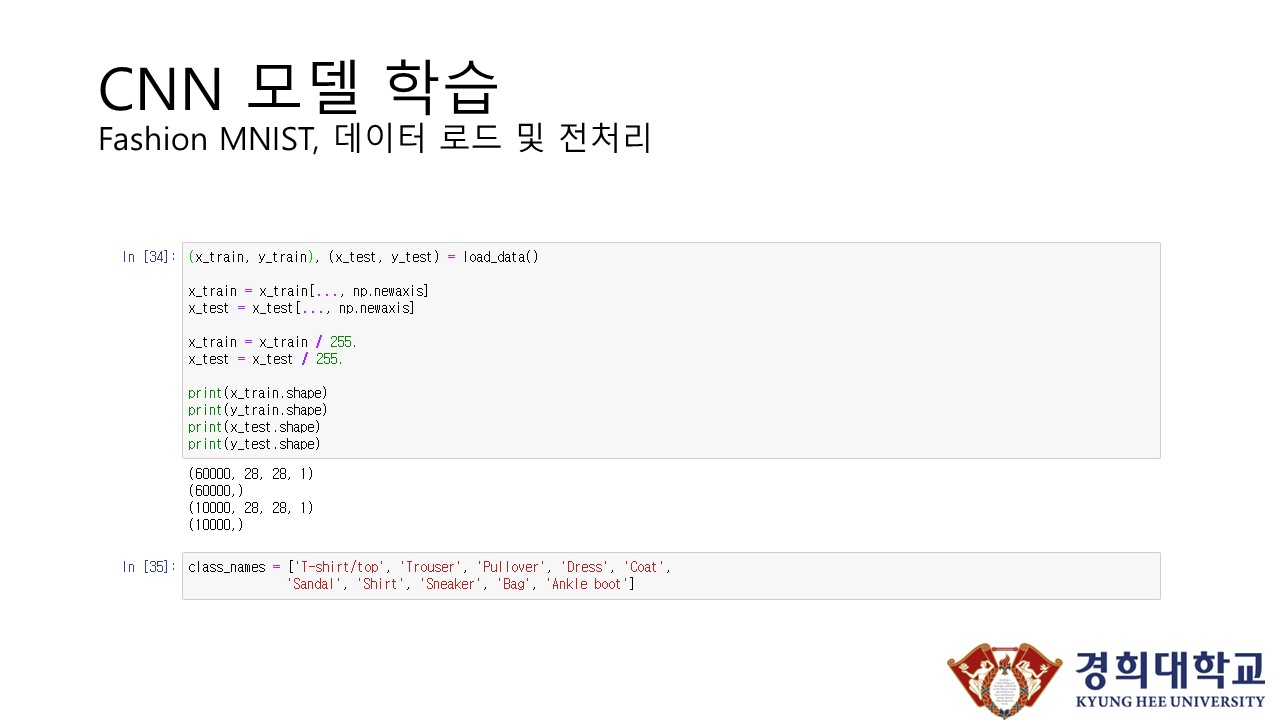 CNN 모델 학습
Fashion MNIST, 데이터 로드 및 전처리
In [34]: (x_train, y_train), (x_test, y_test) = load_data()
x_train = x_train[..., np.newaxis]
x_test = x_test[..., np.newaxis]
x_train = x_train / 255.
x_test = x_test / 255.
print(x_train.shape)
print(y_train.shape)
print(x_test.shape)
print(y_test.shape)
(60000, 28, 28, 1)
(60000,)
(10000, 28, 28, 1)
(10000,)
In [35]: class_names = ['T-shirt/top', 'Trouser', 'Pullover', 'Dress', 'Coat',
'Sandal', 'Shirt', 'Sneaker', 'Bag', 'Ankle boot']
경희대학교
KYUNG HEE UNIVERSITY